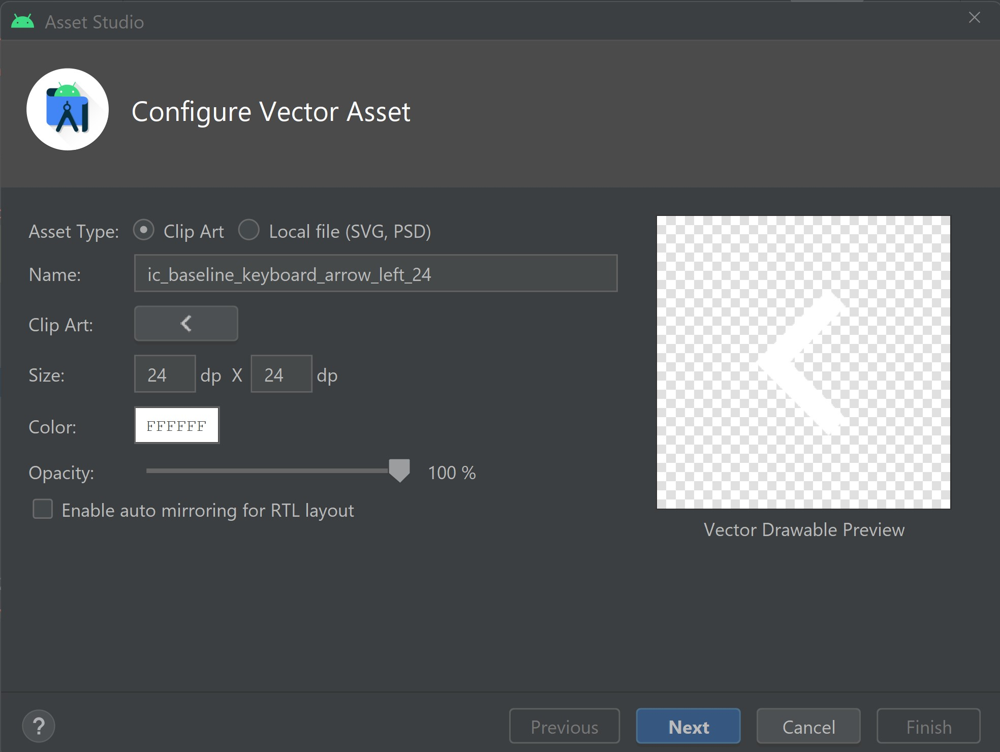 Asset Studio
Configure Vector Asset
Asset Type: Clip Art Local file (SVG, PSD)
Name: ic_baseline_keyboard_arrow_left_24
Clip Art:
Size: 24 dp X 24 dp
Color: FFFFFF
Opacity: 100 %
Enable auto mirroring for RTL layout
Vector Drawable Preview
? Previous Next Cancel Finish